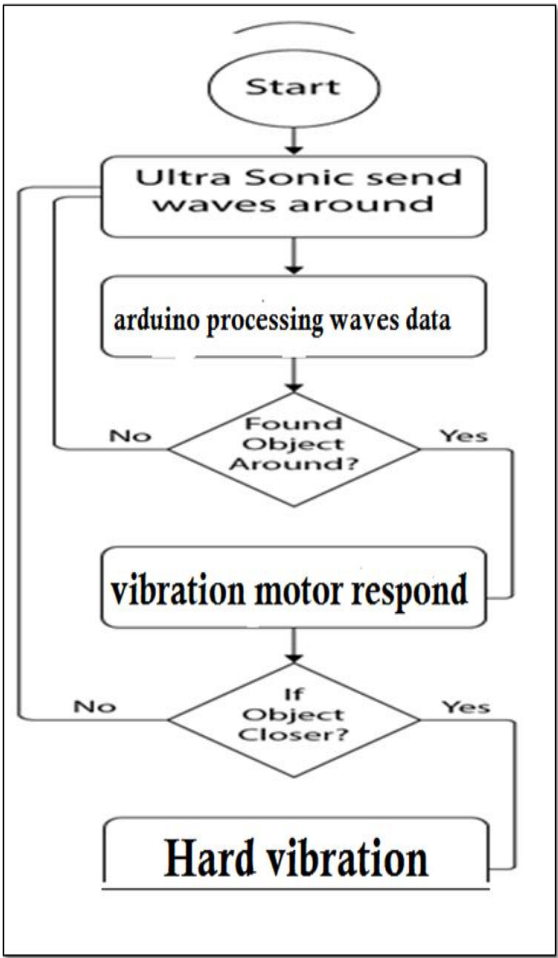 Start
Ultra Sonic send
waves around
arduino processing waves data
Found
Object
Around?
No
Yes
vibration motor respond
If
Object
Closer?
No
Yes
Hard vibration